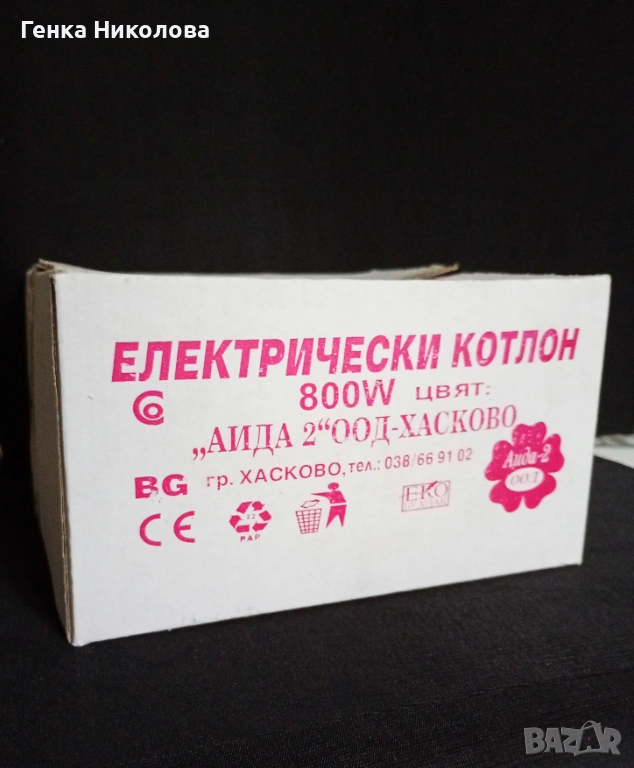 Генка Николова
ЕЛЕКТРИЧЕСКИ КОТЛОН
800W ЦВЯТ:
„АИДА 2“ООД-ХАСКОВО
BG гр. ХАСКОВО, тел.: 038/66 91 02
Аида-2
ООД
CE
22
PAP
EKO
BAZAR